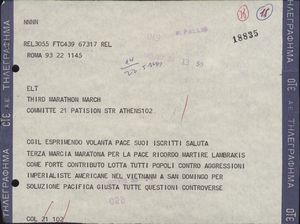 NNNN
18835
REL3055 FTC439 67317 REL
ROMA 93 22 1145
ELT
THIRD MARATHON MARCH
COMMITTE 21 PATISION STR ATHENS102
CGIL ESPRIMENDO VOLANTA PACE SUOI ISCRITTI SALUTA
TERZA MARCIA MARATONA PER LA PACE RICORDO MARTIRE LAMBRAKIS
COME FORTE CONTRIBUTO LOTTA TUTTI POPOLI CONTRO AGGRESSIONI
IMPERIALISTE AMERICANE NEL VIETNAMN A SAN DOMINGO PER
SOLUZIONE PACIFICA GIUSTA TUTTE QUESTIONI CONTROVERSE
COL 21 102
ΟΤΕ Α.Ε. ΤΗΛΕΓΡΑΦΗΜΑ
ΤΗΛΕΓΡΑΦΗΜΑ